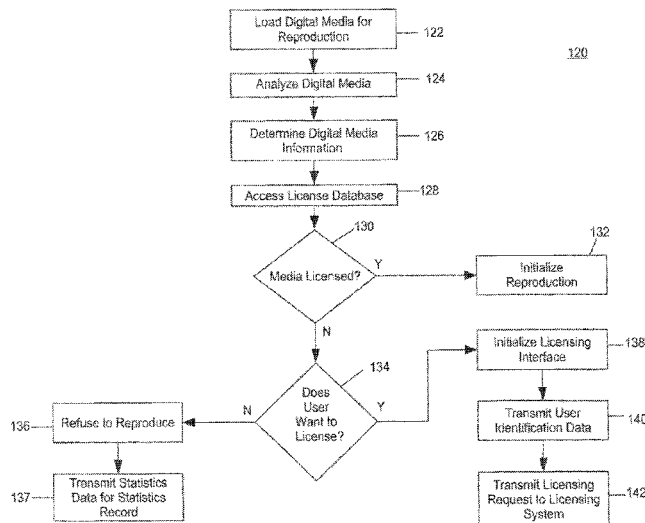 Load Digital Media for
Reproduction
122
120
Analyze Digital Media
124
Determine Digital Media
Information
126
Access License Database
128
130
Media Licensed?
Y
132
Initialize
Reproduction
N
134
Does
User
Want to
License?
N
Y
Initialize Licensing
Interface
138
136
Refuse to Reproduce
Transmit User
Identification Data
140
137
Transmit Statistics
Data for Statistics
Record
Transmit Licensing
Request to Licensing
System
142